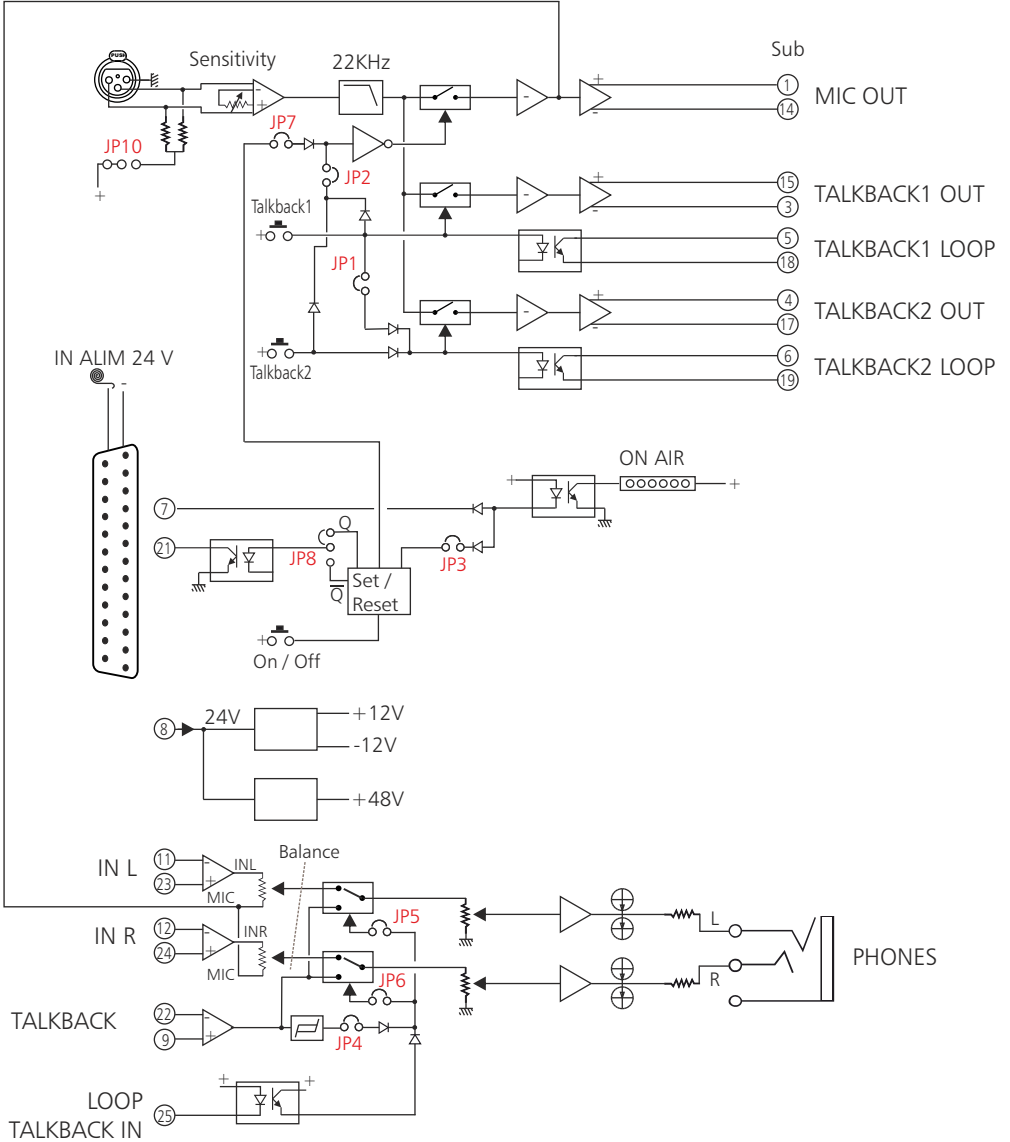 Sub
PUSH
Sensitivity
22KHz
- +
-
+ -
1
14
MIC OUT
JP7
JP10
+
JP2
15
3
TALKBACK1 OUT
-
+ -
Talkback1
+
5
18
TALKBACK1 LOOP
JP1
4
17
TALKBACK2 OUT
-
+ -
+
Talkback2
6
19
TALKBACK2 LOOP
IN ALIM 24 V
-
ON AIR
+
+
7
Q
21
JP8
JP3
Q̅
Set /
Reset
+
On / Off
8
24V
+12V
-12V
+48V
Balance
IN L
11
23
- +
INL
MIC
JP5
IN R
12
24
- +
INR
MIC
JP6
L
R
PHONES
TALKBACK
22
9
- +
JP4
+
+
LOOP
TALKBACK IN
25